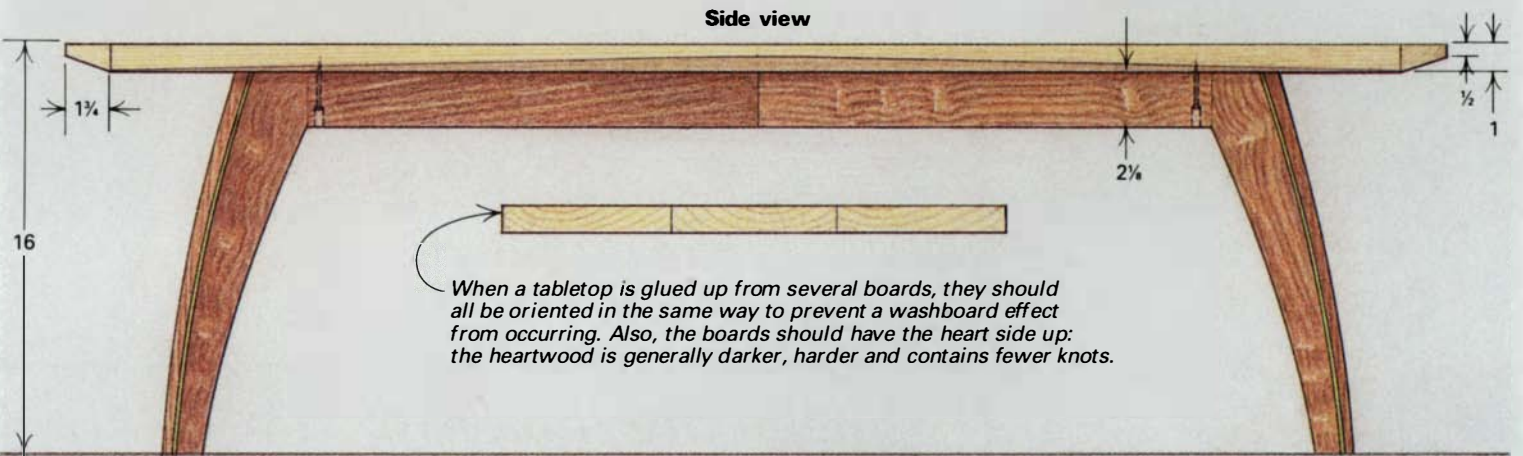 Side view
1¾
½
1
2⅛
16
When a tabletop is glued up from several boards, they should
all be oriented in the same way to prevent a washboard effect
from occurring. Also, the boards should have the heart side up:
the heartwood is generally darker, harder and contains fewer knots.